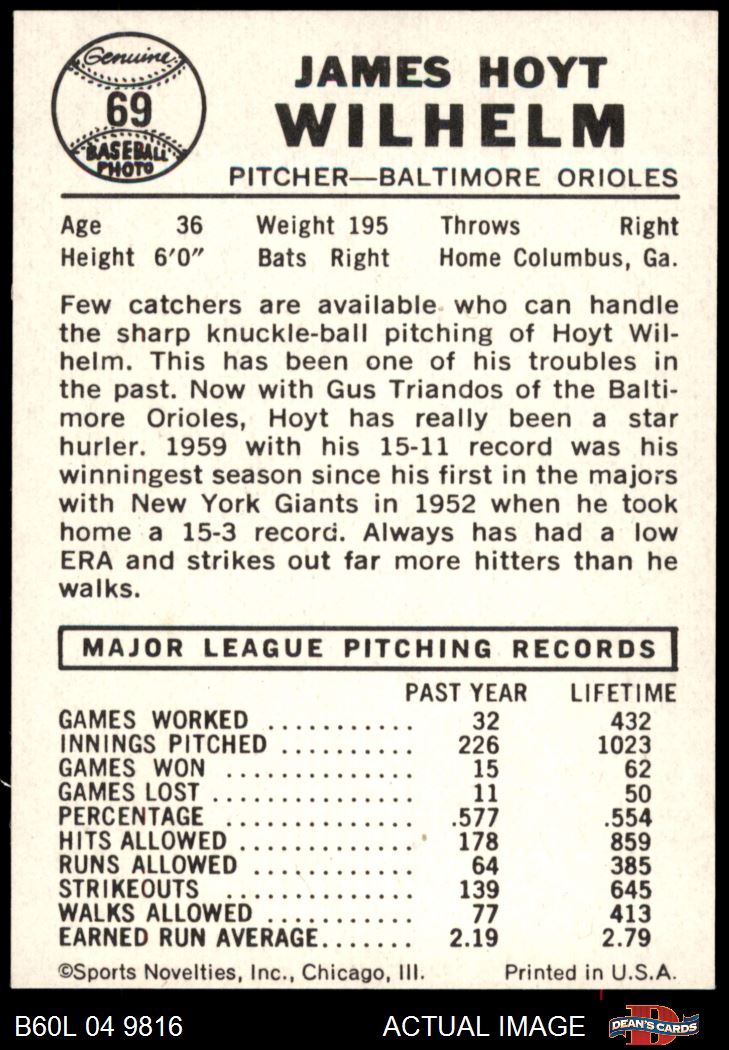 Genuine
69
BASEBALL
PHOTO
JAMES HOYT
WILHELM
PITCHER—BALTIMORE ORIOLES
Age 36 Weight 195 Throws Right
Height 6'0" Bats Right Home Columbus, Ga.
Few catchers are available who can handle
the sharp knuckle-ball pitching of Hoyt Wil-
helm. This has been one of his troubles in
the past. Now with Gus Triandos of the Balti-
more Orioles, Hoyt has really been a star
hurler. 1959 with his 15-11 record was his
winningest season since his first in the majors
with New York Giants in 1952 when he took
home a 15-3 record. Always has had a low
ERA and strikes out far more hitters than he
walks.
MAJOR LEAGUE PITCHING RECORDS
PAST YEAR LIFETIME
GAMES WORKED ............ 32 432
INNINGS PITCHED .......... 226 1023
GAMES WON .............. 15 62
GAMES LOST ............... 11 50
PERCENTAGE .............. .577 .554
HITS ALLOWED ............. 178 859
RUNS ALLOWED ............ 64 385
STRIKEOUTS .............. 139 645
WALKS ALLOWED ............ 77 413
EARNED RUN AVERAGE....... 2.19 2.79
©Sports Novelties, Inc., Chicago, Ill. Printed in U.S.A.
B60L 04 9816 ACTUAL IMAGE D DEAN'S CARDS